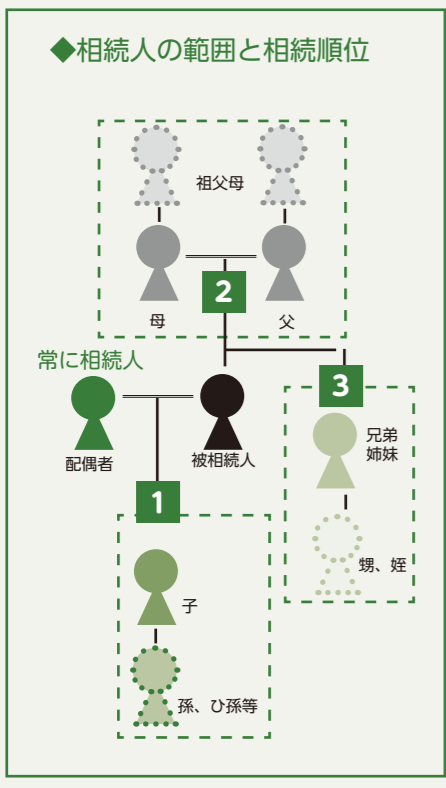 ◆相続人の範囲と相続順位
祖父母
母
父
2
常に相続人
3
配偶者
被相続人
兄弟
姉妹
1
甥、姪
子
孫、ひ孫等